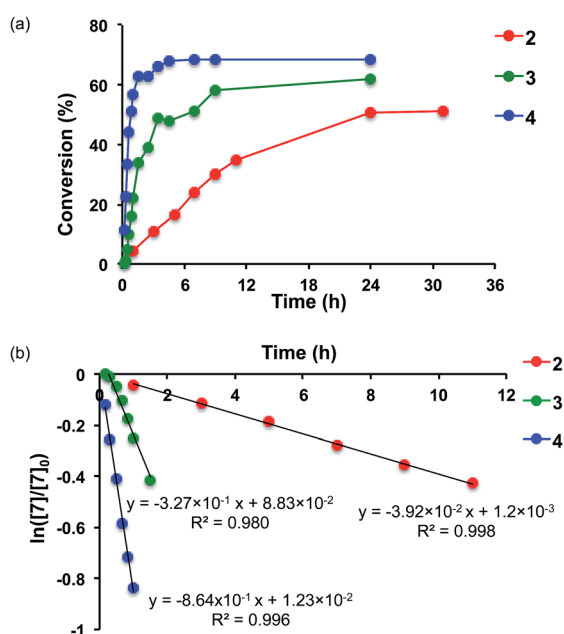 (a)
80
60
40
20
0
Conversion (%)
0 6 12 18 24 30 36
Time (h)
2
3
4
(b)
Time (h)
0 2 4 6 8 10 12
0
-0.2
-0.4
-0.6
-0.8
-1
ln([7]/[7]₀)
2
3
4
y = -3.27×10⁻¹ x + 8.83×10⁻²
R² = 0.980
y = -3.92×10⁻² x + 1.2×10⁻³
R² = 0.998
y = -8.64x10⁻¹ x + 1.23×10⁻²
R² = 0.996